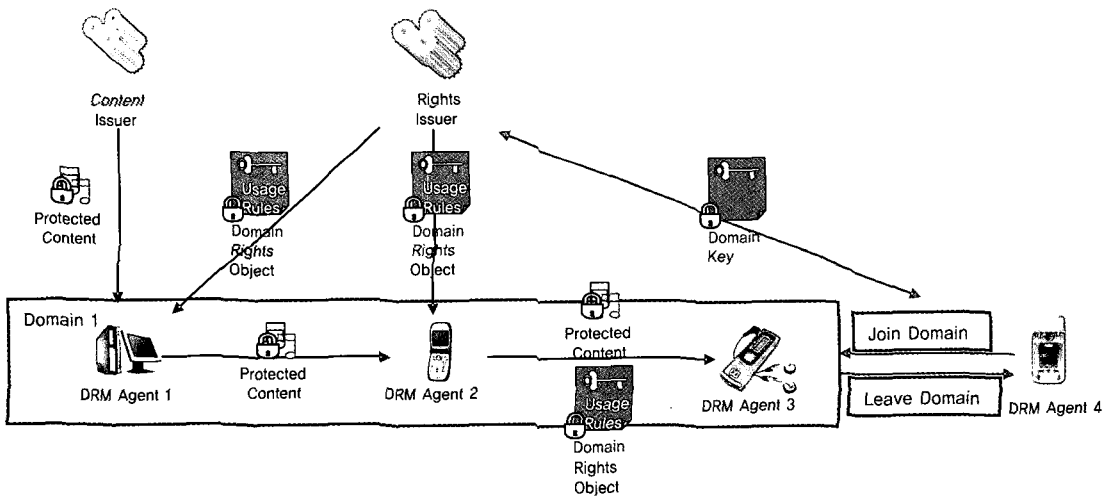 Content
Issuer
Rights
Issuer
Protected
Content
Usage
Rules
Domain
Rights
Object
Usage
Rules
Domain
Rights
Object
Domain
Key
Domain 1
DRM Agent 1
Protected
Content
DRM Agent 2
Protected
Content
Usage
Rules
Domain
Rights
Object
DRM Agent 3
Join Domain
Leave Domain
DRM Agent 4